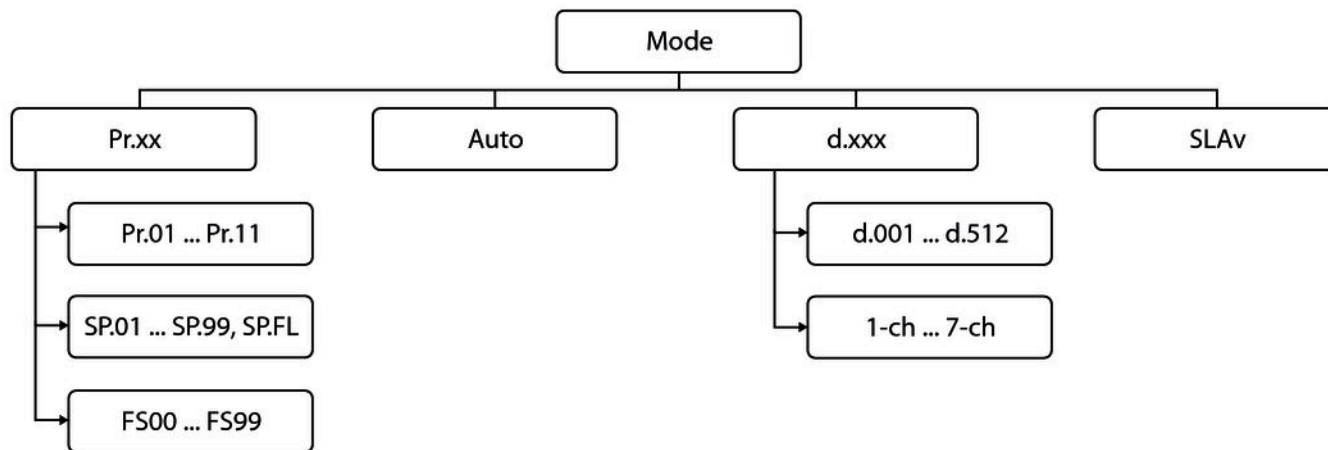 Mode
Pr.xx
Auto
d.xxx
SLAv
Pr.01 ... Pr.11
d.001 ... d.512
SP.01 ... SP.99, SP.FL
1-ch ... 7-ch
FS00 ... FS99